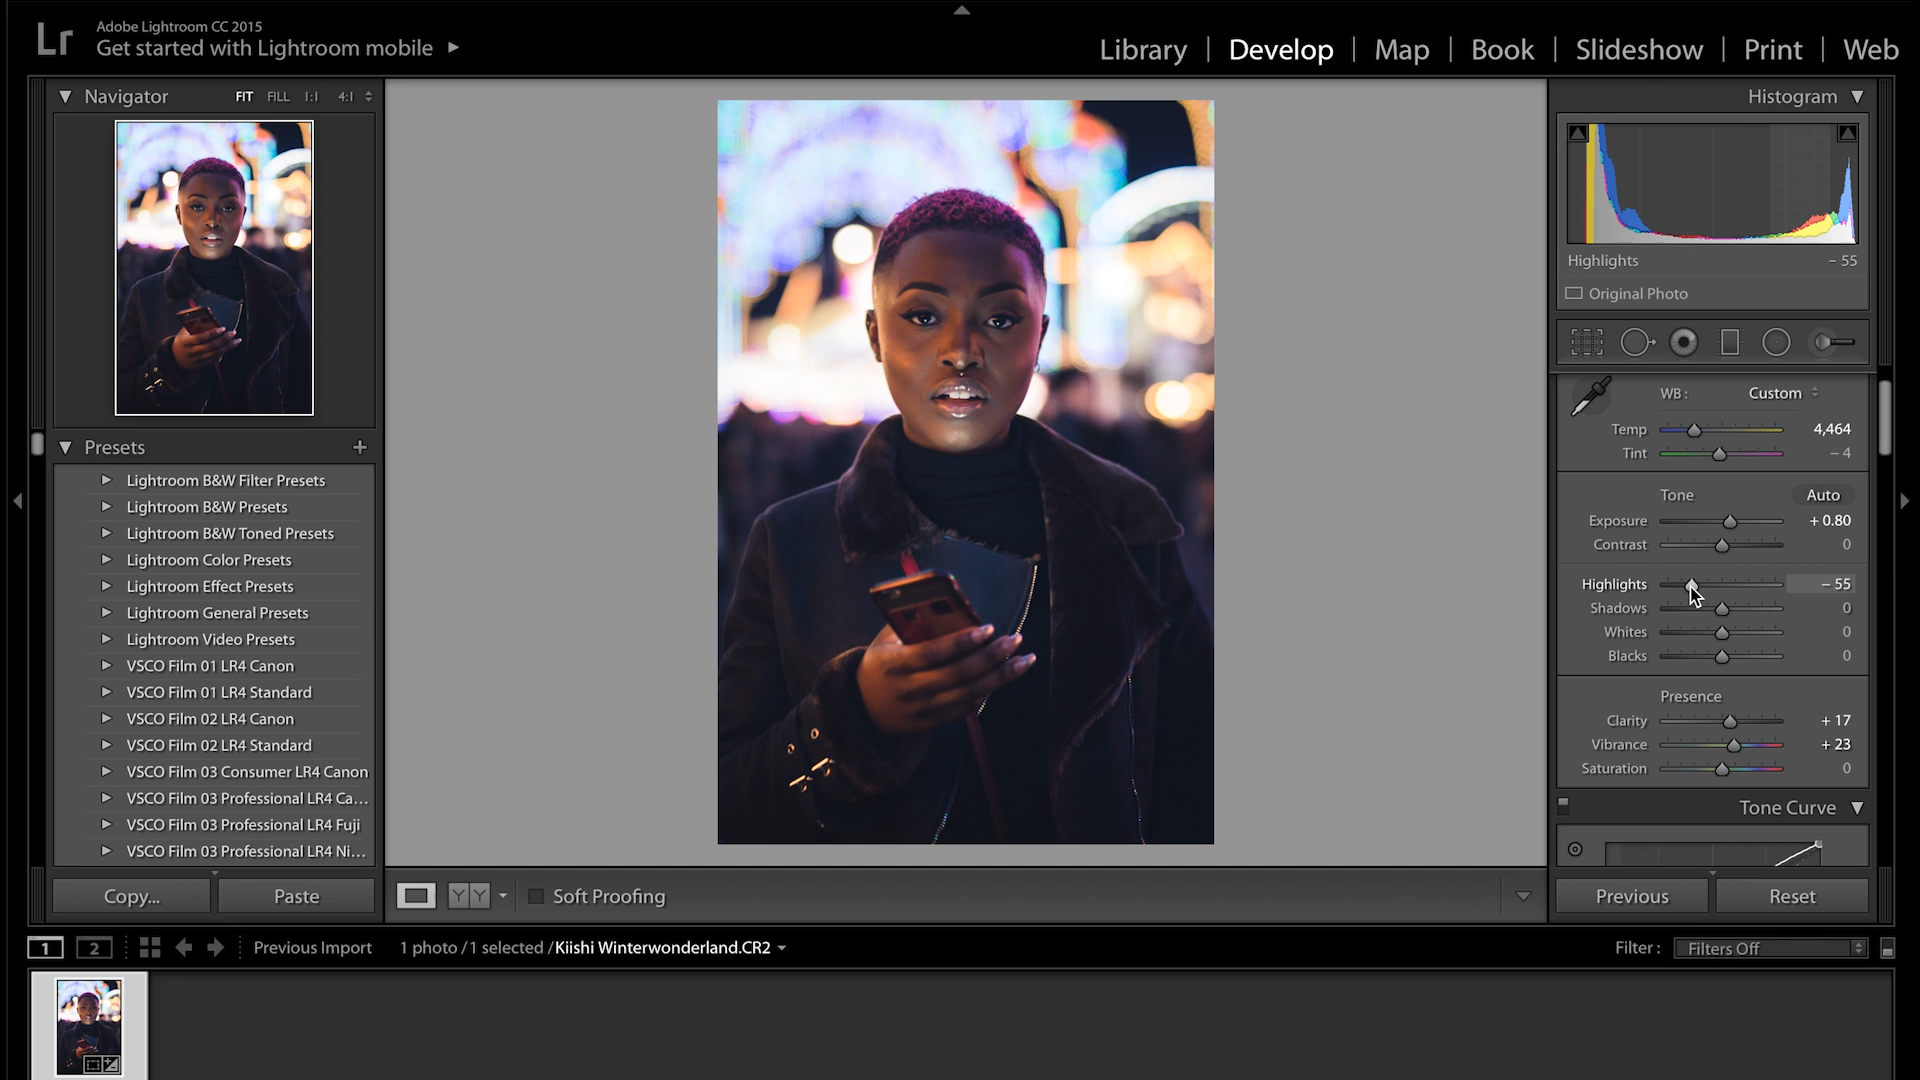 Lr
Adobe Lightroom CC 2015
Get started with Lightroom mobile
Library | Develop | Map | Book | Slideshow | Print | Web
Navigator FIT FILL 1:1 4:1
Presets +
Lightroom B&W Filter Presets
Lightroom B&W Presets
Lightroom B&W Toned Presets
Lightroom Color Presets
Lightroom Effect Presets
Lightroom General Presets
Lightroom Video Presets
VSCO Film 01 LR4 Canon
VSCO Film 01 LR4 Standard
VSCO Film 02 LR4 Canon
VSCO Film 02 LR4 Standard
VSCO Film 03 Consumer LR4 Canon
VSCO Film 03 Professional LR4 Ca...
VSCO Film 03 Professional LR4 Fuji
VSCO Film 03 Professional LR4 Ni...
Copy... Paste
YY Soft Proofing
Histogram
Highlights – 55
Original Photo
WB : Custom
Temp 4,464
Tint – 4
Tone Auto
Exposure + 0.80
Contrast 0
Highlights – 55
Shadows 0
Whites 0
Blacks 0
Presence
Clarity + 17
Vibrance + 23
Saturation 0
Tone Curve
Previous Reset
1 2 Previous Import 1 photo / 1 selected / Kiishi Winterwonderland.CR2 Filter : Filters Off